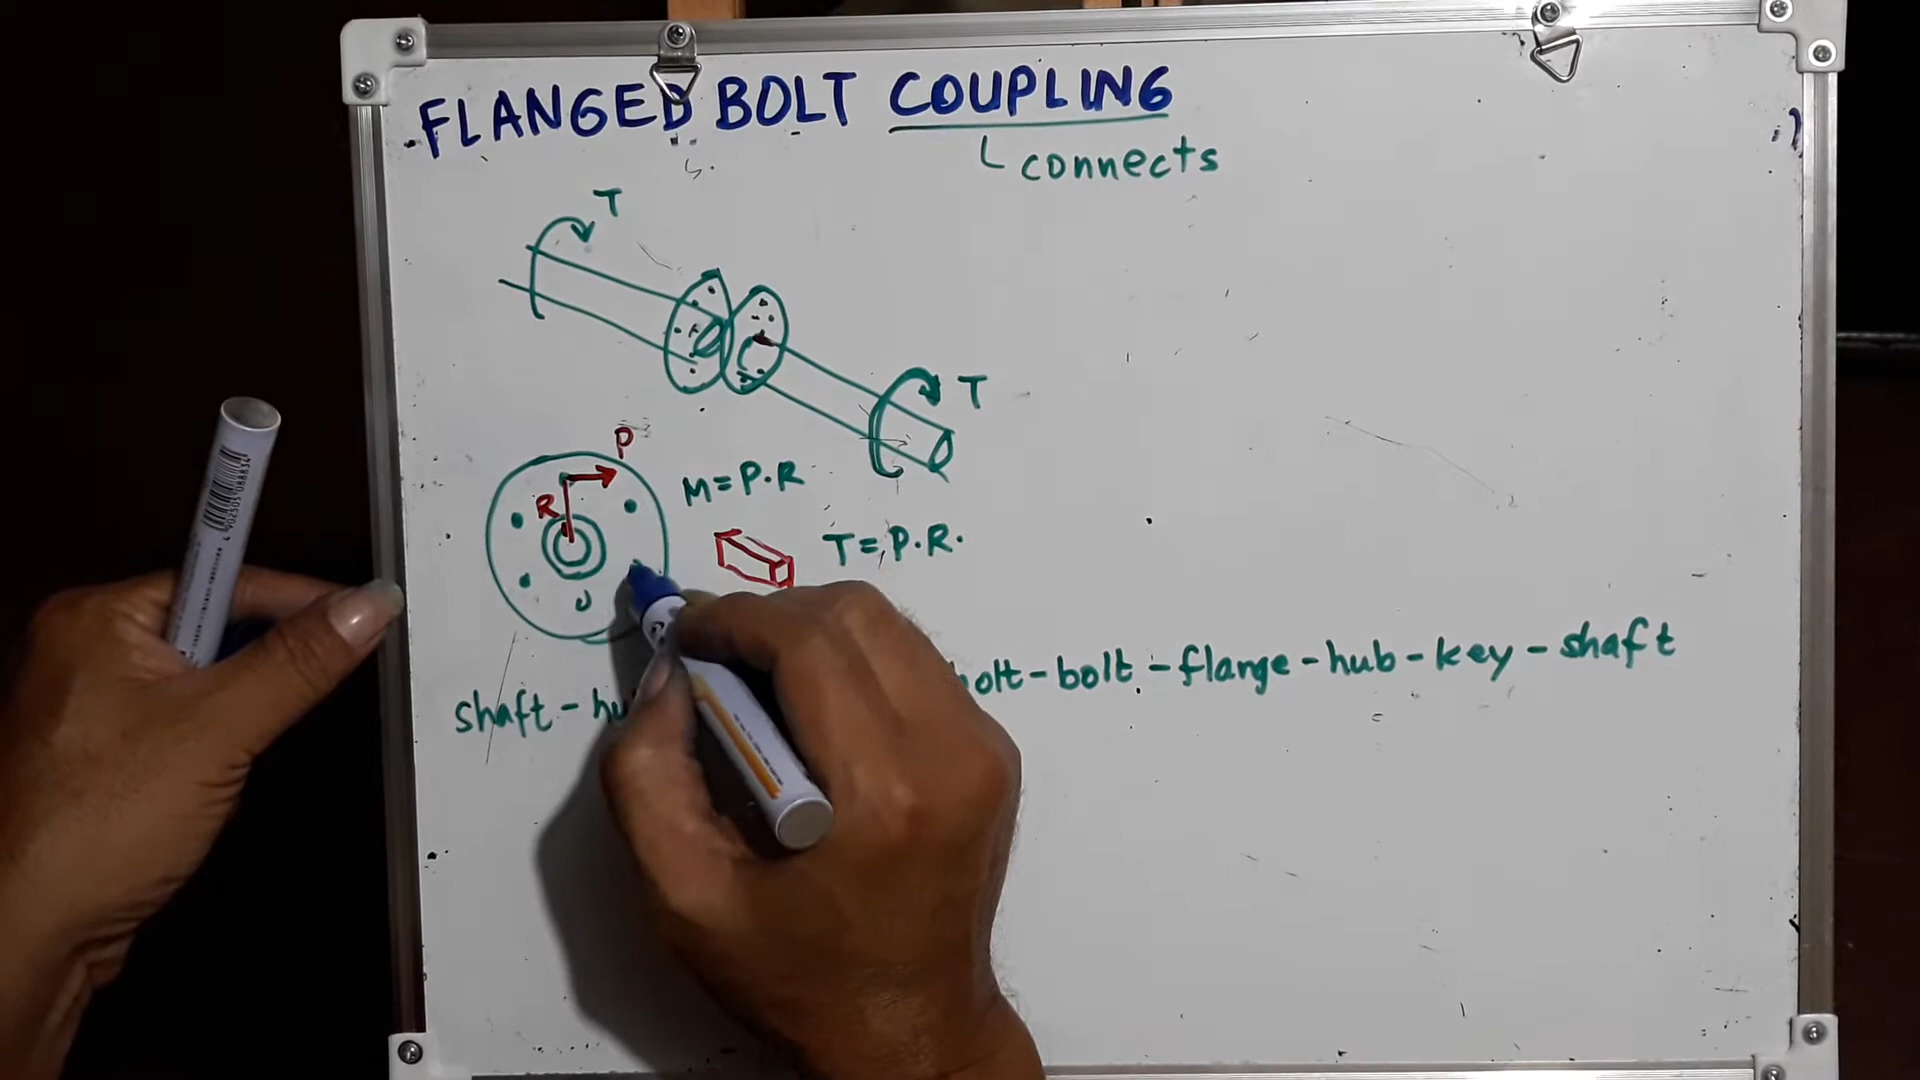 FLANGED BOLT COUPLING
connects
T
T
P
R
M=P.R
T=P.R.
shaft - hu
olt-bolt-flange-hub-key-shaft